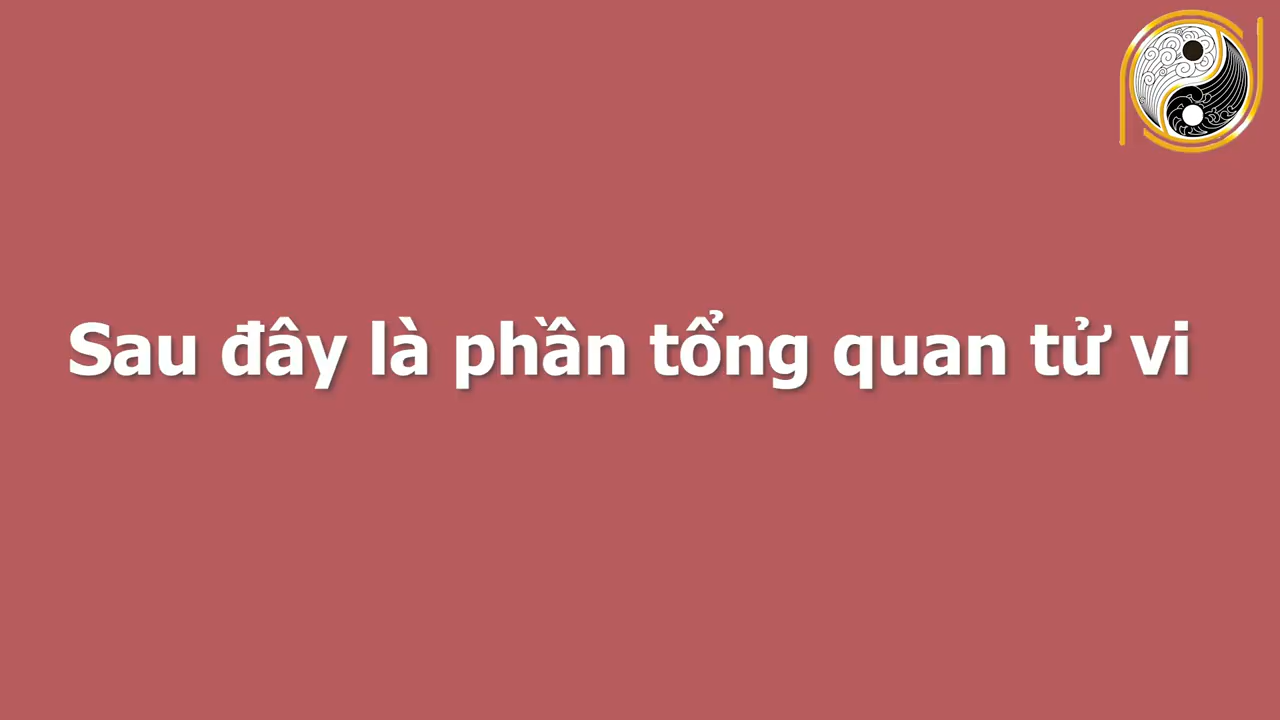 Sau đây là phần tổng quan tử vi